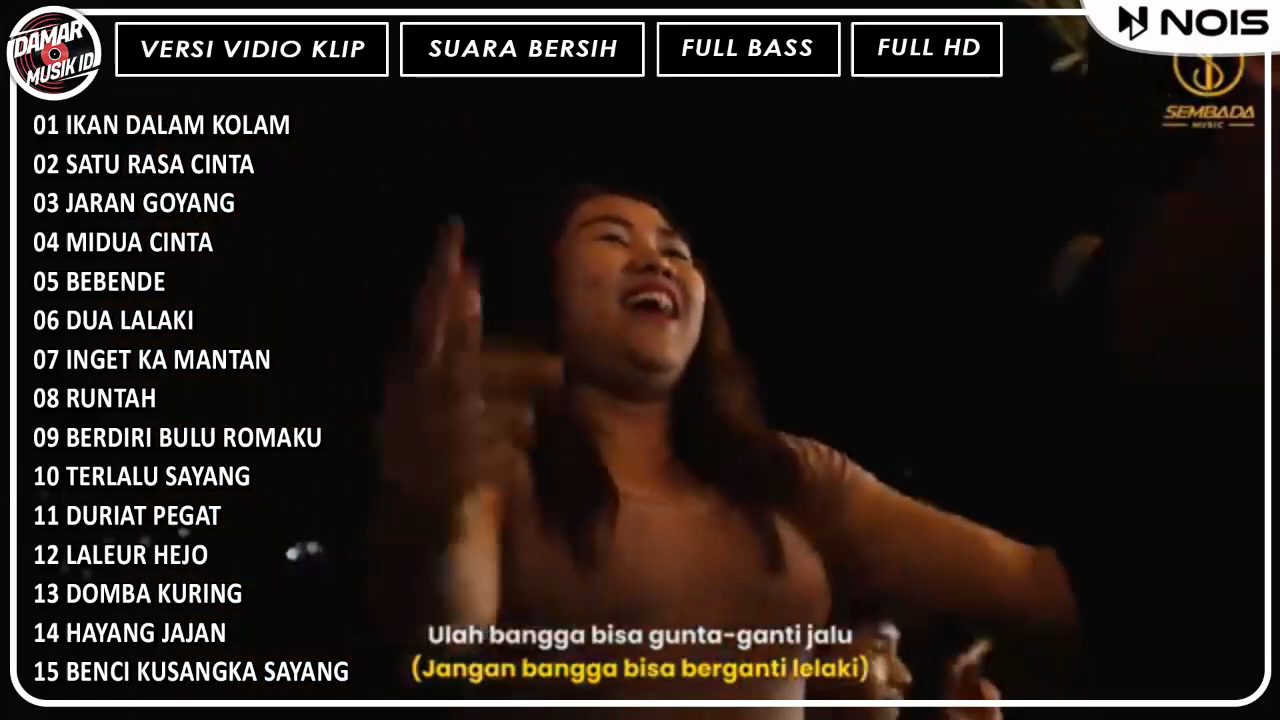 DAMAR
MUSIK ID
VERSI VIDIO KLIP
SUARA BERSIH
FULL BASS
FULL HD
NOIS
SEMBADA
MUSIC
01 IKAN DALAM KOLAM
02 SATU RASA CINTA
03 JARAN GOYANG
04 MIDUA CINTA
05 BEBENDE
06 DUA LALAKI
07 INGET KA MANTAN
08 RUNTAH
09 BERDIRI BULU ROMAKU
10 TERLALU SAYANG
11 DURIAT PEGAT
12 LALEUR HEJO
13 DOMBA KURING
14 HAYANG JAJAN
15 BENCI KUSANGKA SAYANG
Ulah bangga bisa gunta-ganti jalu
(Jangan bangga bisa berganti lelaki)